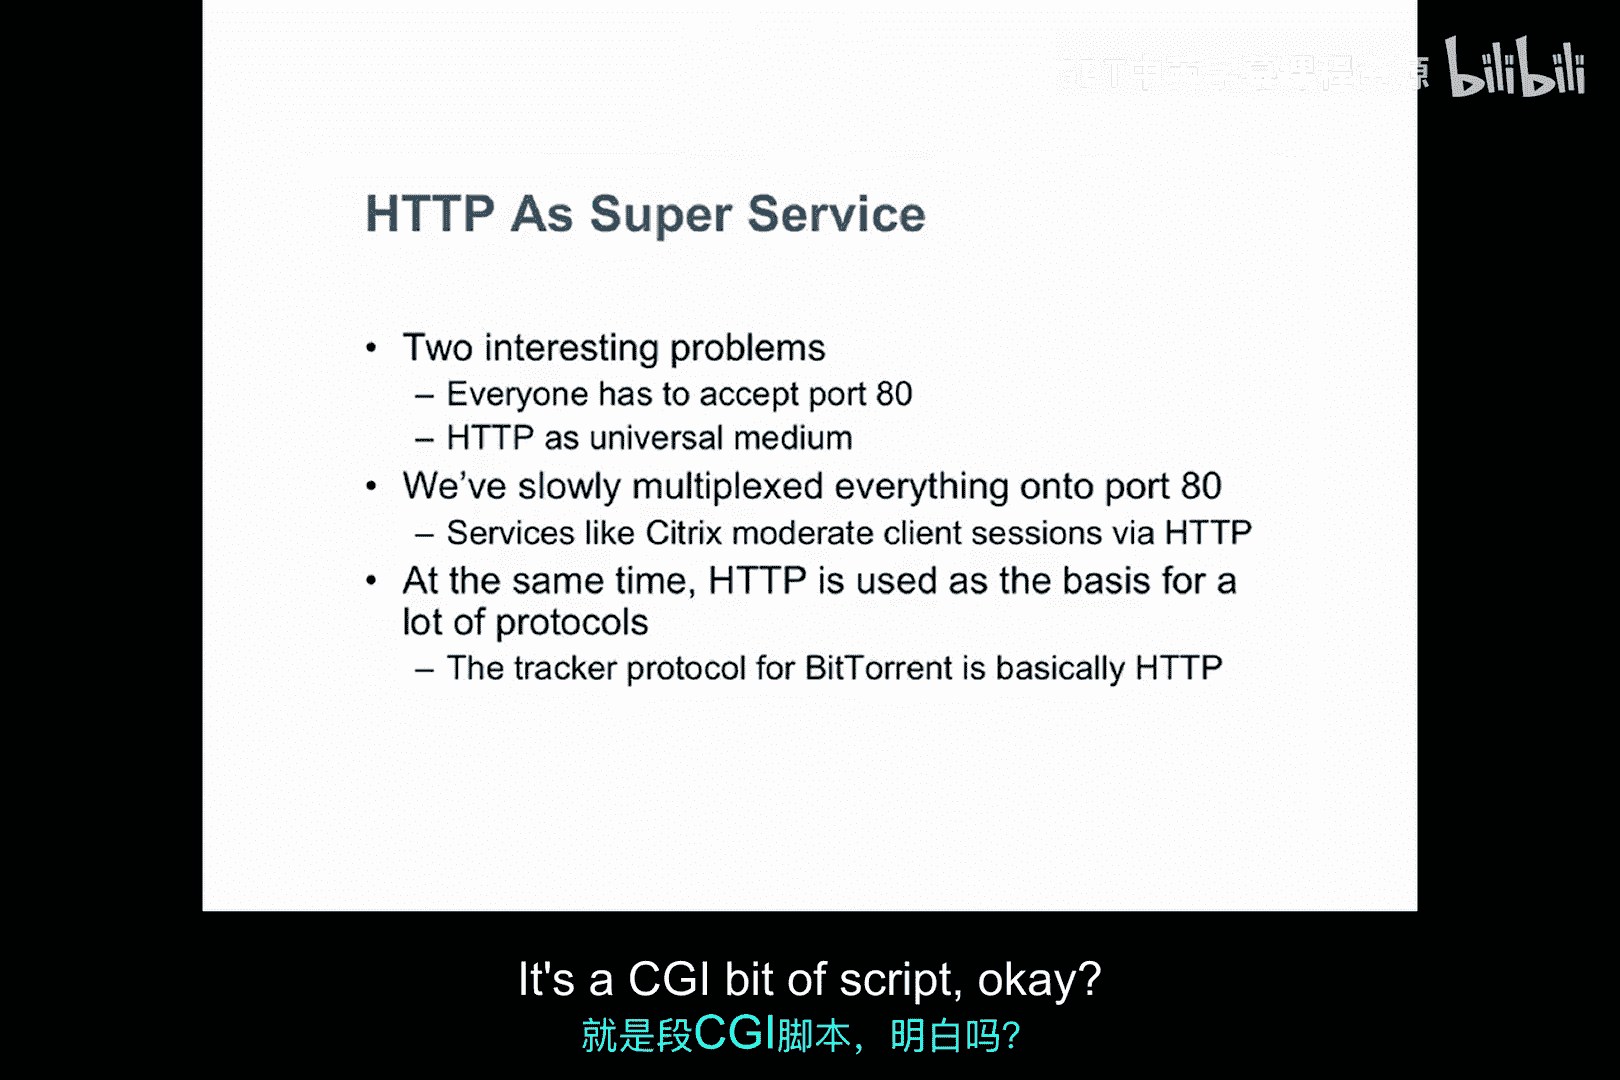 bilibili
HTTP As Super Service
• Two interesting problems
– Everyone has to accept port 80
– HTTP as universal medium
• We've slowly multiplexed everything onto port 80
– Services like Citrix moderate client sessions via HTTP
• At the same time, HTTP is used as the basis for a
lot of protocols
– The tracker protocol for BitTorrent is basically HTTP
It's a CGI bit of script, okay?
就是段CGI脚本，明白吗？